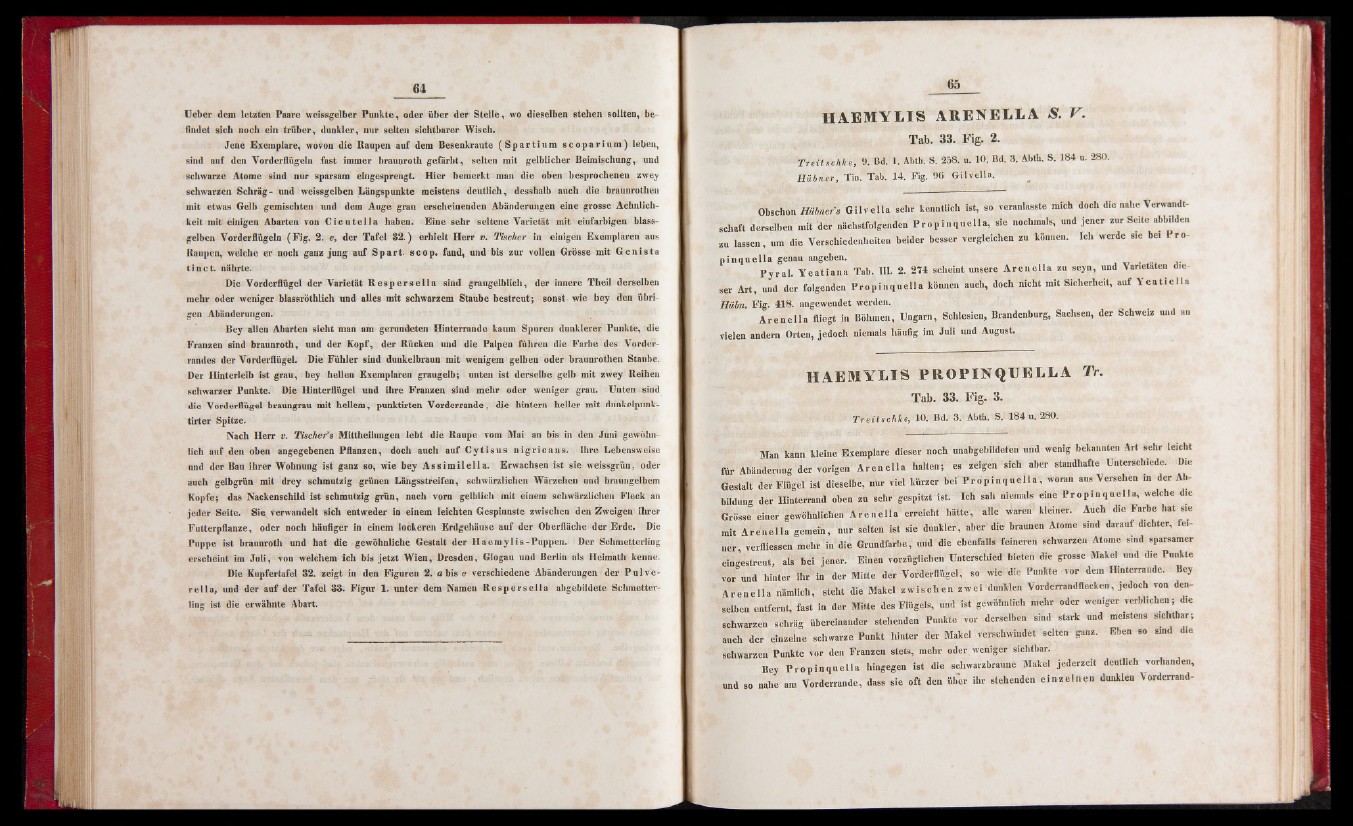 64
Ueber dem letzten Paare weissgelber Punkte, oder über der Stelle, wo dieselben stehen sollten, be-
findet sich noch ein trüber, dunkler, nur selten sichtbarer Wisch.
Jene Exemplare, wovon die Raupen auf dem Besenkraute (Spartium scoparium) leben,
sind auf den Vorderflügeln fast immer braunroth gefärbt, selten mit gelblicher Beimischung, und
schwarze Atome sind nur sparsam eingesprengt. Hier bemerkt man die oben besprochenen zwey
schwarzen Schräg- und weissgelben Längspunkte meistens deutlich, desshalb auch die braunrothen
mit etwas Gelb gemischten und dem Auge grau erscheinenden Abänderungen eine grosse Aehnlich-
keit mit einigen Abarten von Cicutella haben. Eine sehr seltene Varietät mit einfarbigen blass-
gelben Vorderflügeln (Fig. 2. e, der Tafel 32.) erhielt Herr v. Tischer in einigen Exemplaren aus
Raupen, welche er noch ganz jung auf Spart. scop. fand, und bis zur vollen Grösse mit Genista
tinct. nährte.
Die Vorderflügel der Varietät Respersella sind graugelblich, der innere Theil derselben
mehr oder weniger blassröthlich und alles mit schwarzem Staube bestreut; sonst wie bey den übri-
gen Abänderungen.
Bey allen Abarten sieht man am gerundeten Hinterrande kaum Spuren dunklerer Punkte, die
Franzen sind braunroth, und der Kopf, der Rücken und die Palpen führen die Farbe des Vorder-
randes der Vorderflügel. Die Fühler sind dunkelbraun mit wenigem gelben oder braunrothen Staube.
Der Hinterleib ist grau, bey hellen Exemplaren graugelb; unten ist derselbe gelb mit zwey Reihen
schwarzer Punkte. Die Hinterflügel und ihre Franzen sind mehr oder weniger grau. Unten sind
die Vorderflügel braungrau mit hellem, punktirten Vorderrande, die hintern heller mit dunkelpunk-
tirter Spitze.
Nach Herr v. Tischer's Mittheilungen lebt die Raupe vom Mai an bis in den Juni gewöhn-
lich auf den oben angegebenen Pflanzen, doch auch auf Cytisus nigricans. Ihre Lebensweise
und der Bau ihrer Wohnung ist ganz so, wie bey Assimilella. Erwachsen ist sie weissgrün, oder
auch gelbgrün mit drey schmutzig grünen Längsstreifen, schwärzlichen Wärzchen und braungelbem
Kopfe; das Nackenschild ist schmutzig grün, nach vorn gelblich mit einem schwärzlichen Fleck an
jeder Seite. Sie verwandelt sich entweder in einem leichten Gespinnste zwischen den Zweigen ihrer
Futterpflanze, oder noch häufiger in einem lockeren Erdgehäuse auf der Oberfläche der Erde. Die
Puppe ist braunroth und hat die gewöhnliche Gestalt der Haemylis-Puppen. Der Schmetterling
erscheint im Juli, von welchem ich bis jetzt Wien, Dresden, Glogau und Berlin als Heimath kenne.
Die Kupfertafel 32. zeigt in den Figuren 2. a bis e verschiedene Abänderungen der Pulve-
rella, und der auf der Tafel 33. Figur 1. unter dem Namen Respersella abgebildete Schmetter-
ling ist die erwähnte Abart.
65
HAEMYLIS ARENELLA S. V.
Tab. 33. Fig. 2.
Treitschke, 9. Bd. 1. Abth. S. 258. u. 10. Bd. 3. Abth. S. 184 u. 280.
Hübner, Tin. Tab. 14. Fig. 96 Gilvella.
Obschon Hübner's Gilvella sehr kenntlich ist, so veranlasste mich doch die nahe Verwandt-
schaft derselben mit der nächstfolgenden Propinquella, sie nochmals, und jener zur Seite abbilden
zu lassen, um die Verschiedenheiten beider besser vergleichen zu können. Ich werde sie bei Pro-
pinquella genau angeben.
Pyral. Yeatiana Tab. III. 2. 274 scheint unsere Arenella zu seyn, und Varietäten die-
ser Art, und der folgenden Propinquella können auch, doch nicht mit Sicherheit, auf Yeatiella
Hübn. Fig. 418. angewendet werden.
Arenella fliegt in Böhmen, Ungarn, Schlesien, Brandenburg, Sachsen, der Schweiz und an
vielen andern Orten, jedoch niemals häufig im Juli und August.
HAEMYLIS PROPINQUELLA Tr.
Tab. 33. Fig. 3.
Treitschke, 10. Bd. 3. Abth. S. 184 u. 280.
Man kann kleine Exemplare dieser noch unabgebildeten und wenig bekannten Art sehr leicht
für Abänderung der vorigen Arenella halten; es zeigen sich aber standhafte Unterschiede. Die
Gestalt der Flügel ist dieselbe, nur viel kürzer bei Propinquella, woran aus Versehen in der Ab-
bildung der Hinterrand oben zu sehr gespitzt ist. Ich sah niemals eine Propinquella, welche die
Grösse einer gewöhnlichen Arenella erreicht hätte, alle waren kleiner. Auch die Farbe hat sie
mit Arenella gemein, nur selten ist sie dunkler, aber die braunen Atome sind darauf dichter, fei-
ner, verfliessen mehr in die Grundfarbe, und die ebenfalls feineren schwarzen Atome sind sparsamer
eingestreut, als bei jener. Einen vorzüglichen Unterschied bieten die grosse Makel und die Punkte
vor und hinter ihr in der Mitte der Vorderflügel, so wie die Punkte vor dem Hinterrande. Bey
Arenella nämlich, steht die Makel zwischen zwei dunklen Vorderrandflecken, jedoch von den-
selben entfernt, fast in der Mitte des Flügels, und ist gewöhnlich mehr oder weniger verblichen; die
schwarzen schräg übereinander stehenden Punkte vor derselben sind stark und meistens sichtbar;
auch der einzelne schwarze Punkt hinter der Makel verschwindet selten ganz. Eben so sind die
schwarzen Punkte vor den Franzen stets, mehr oder weniger sichtbar.
Bey Propinquella hingegen ist die schwarzbraune Makel jederzeit deutlich vorhanden,
und so nahe am Vorderrande, dass sie oft den über ihr stehenden einzelnen dunklen Vorderrand-